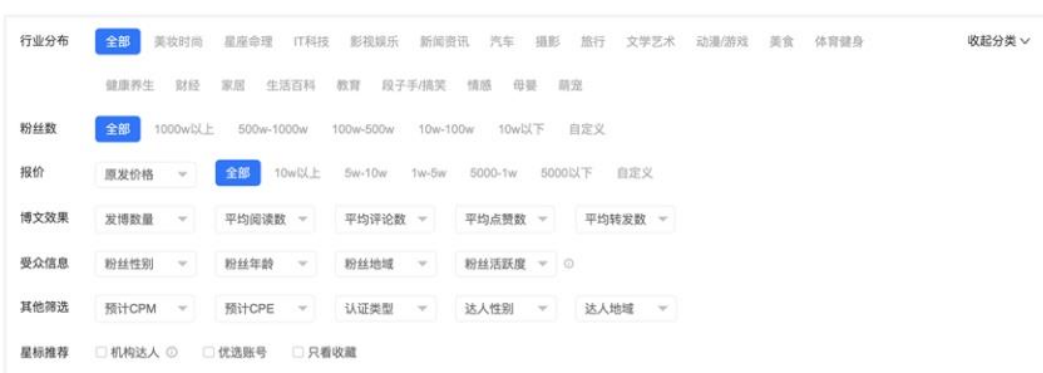 行业分布 全部 美妆时尚 星座命理 IT科技 影视娱乐 新闻资讯 汽车 摄影 旅行 文学艺术 动漫/游戏 美食 体育健身 收起分类
健康养生 财经 家居 生活百科 教育 段子手/搞笑 情感 母婴 萌宠
粉丝数 全部 1000w以上 500w-1000w 100w-500w 10w-100w 10w以下 自定义
报价 原发价格 全部 10w以上 5w-10w 1w-5w 5000-1w 5000以下 自定义
博文效果 发博数量 平均阅读数 平均评论数 平均点赞数 平均转发数
受众信息 粉丝性别 粉丝年龄 粉丝地域 粉丝活跃度
其他筛选 预计CPM 预计CPE 认证类型 达人性别 达人地域
星标推荐 机构达人 优选账号 只看收藏